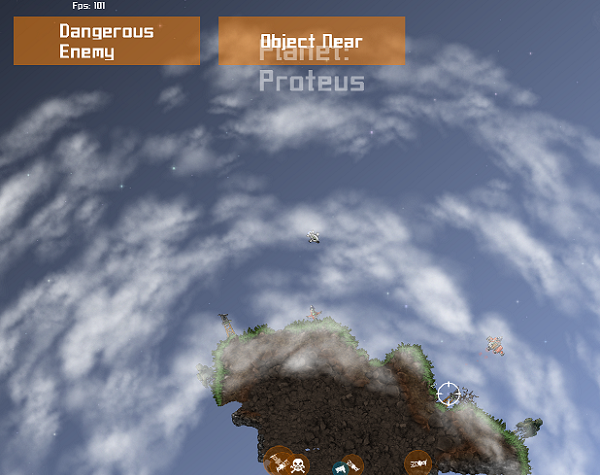 Fps: 101
Dangerous
Enemy
Object Near
Planet:
Proteus